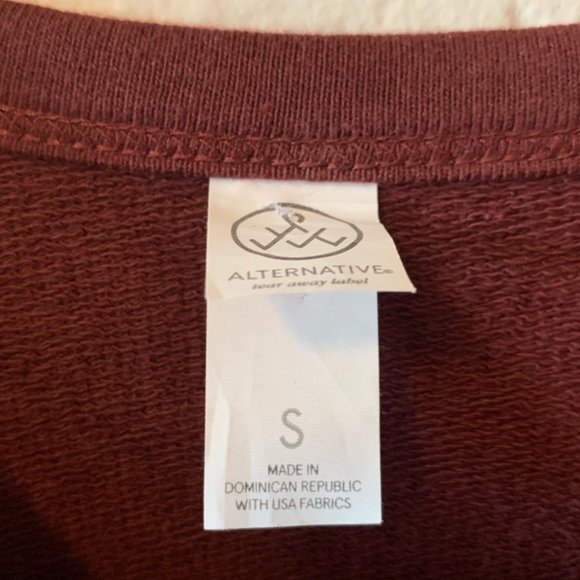 ALTERNATIVE®
tear away label
S
MADE IN
DOMINICAN REPUBLIC
WITH USA FABRICS